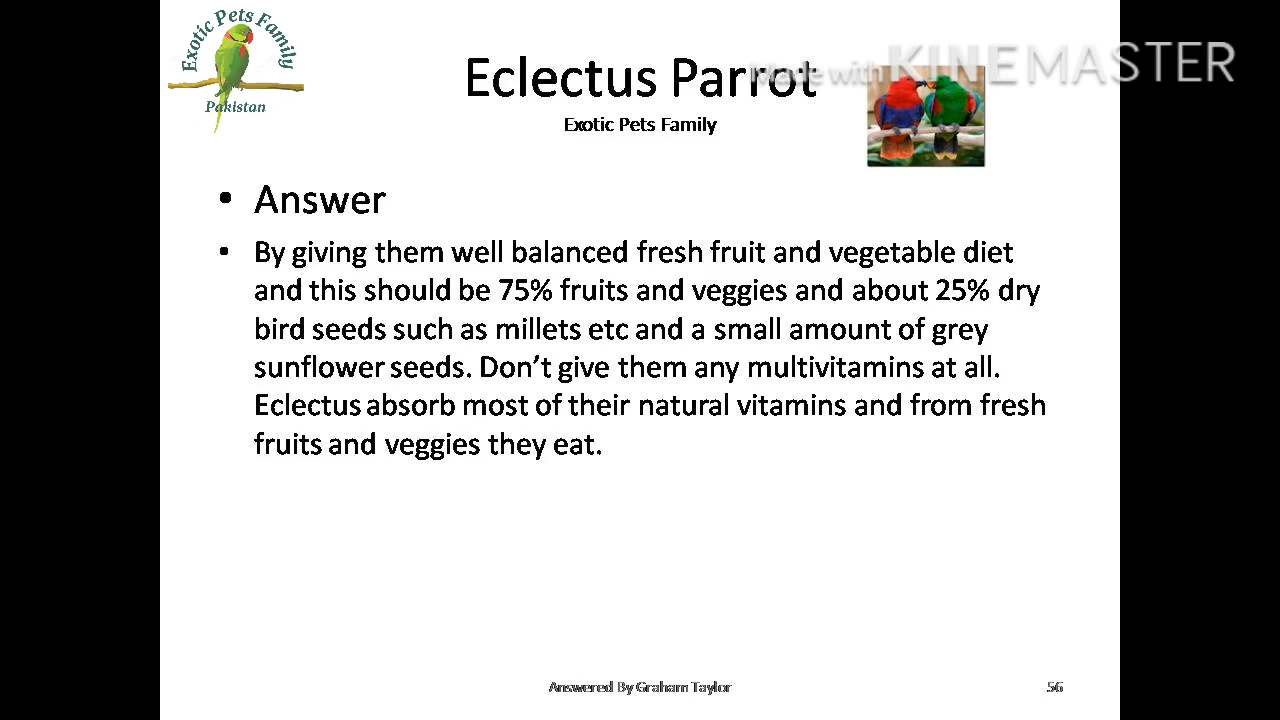 Exotic Pets Family
Pakistan
Made with KINEMASTER
Eclectus Parrot
Exotic Pets Family
• Answer
• By giving them well balanced fresh fruit and vegetable diet
and this should be 75% fruits and veggies and about 25% dry
bird seeds such as millets etc and a small amount of grey
sunflower seeds. Don’t give them any multivitamins at all.
Eclectus absorb most of their natural vitamins and from fresh
fruits and veggies they eat.
Answered By Graham Taylor
56